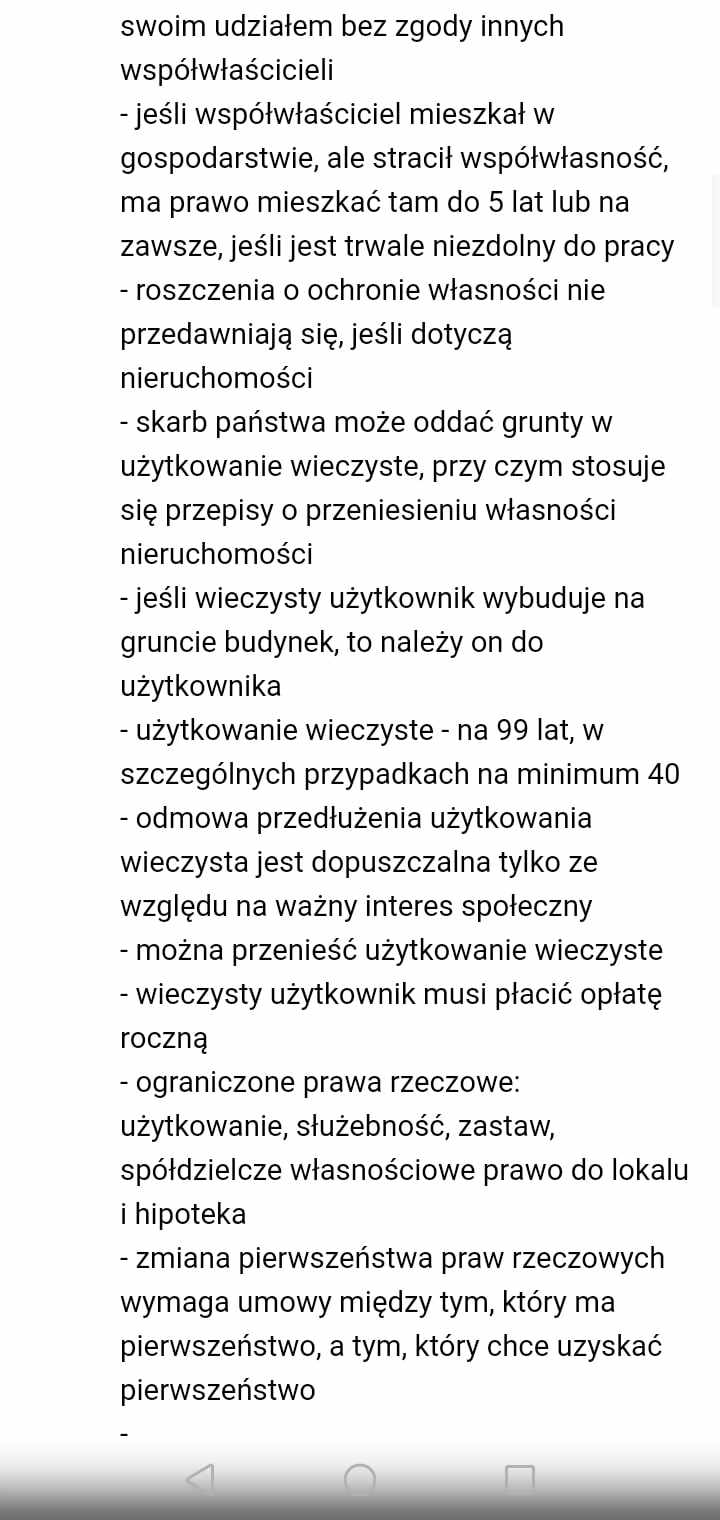 swoim udziałem bez zgody innych
współwłaścicieli
- jeśli współwłaściciel mieszkał w
gospodarstwie, ale stracił współwłasność,
ma prawo mieszkać tam do 5 lat lub na
zawsze, jeśli jest trwale niezdolny do pracy
- roszczenia o ochronie własności nie
przedawniają się, jeśli dotyczą
nieruchomości
- skarb państwa może oddać grunty w
użytkowanie wieczyste, przy czym stosuje
się przepisy o przeniesieniu własności
nieruchomości
- jeśli wieczysty użytkownik wybuduje na
gruncie budynek, to należy on do
użytkownika
- użytkowanie wieczyste - na 99 lat, w
szczególnych przypadkach na minimum 40
- odmowa przedłużenia użytkowania
wieczysta jest dopuszczalna tylko ze
względu na ważny interes społeczny
- można przenieść użytkowanie wieczyste
- wieczysty użytkownik musi płacić opłatę
roczną
- ograniczone prawa rzeczowe:
użytkowanie, służebność, zastaw,
spółdzielcze własnościowe prawo do lokalu
i hipoteka
- zmiana pierwszeństwa praw rzeczowych
wymaga umowy między tym, który ma
pierwszeństwo, a tym, który chce uzyskać
pierwszeństwo
-